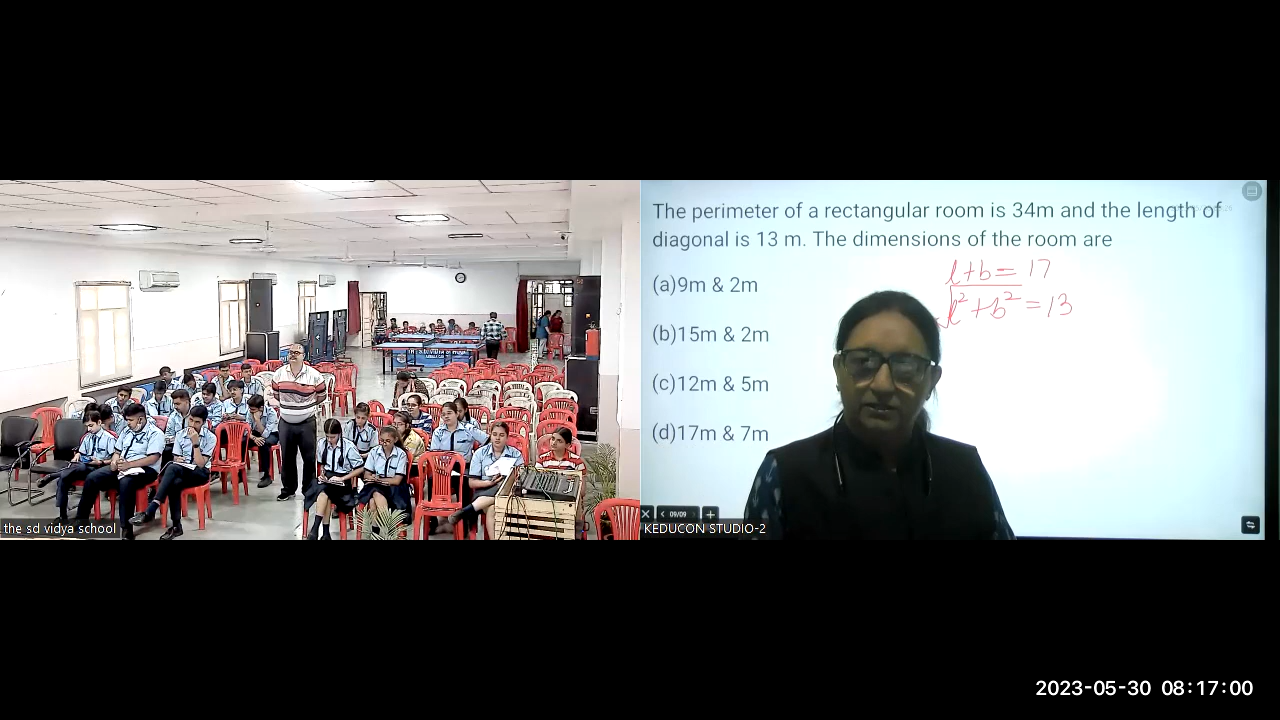 The perimeter of a rectangular room is 34m and the length of
diagonal is 13 m. The dimensions of the room are
l+b = 17
√l²+b² = 13
(a)9m & 2m
(b)15m & 2m
(c)12m & 5m
(d)17m & 7m
09/09
the sd vidya school
KEDUCON STUDIO-2
2023-05-30 08:17:00